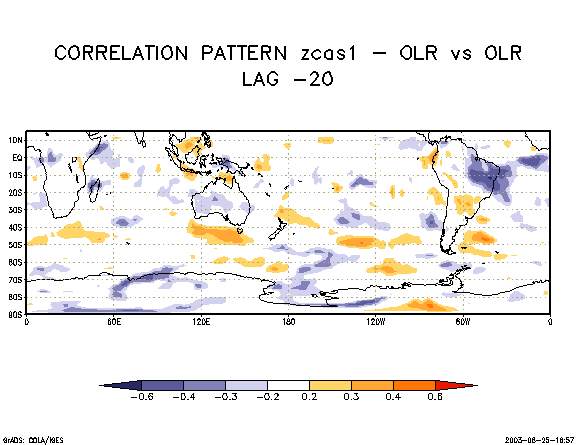 CORRELATION PATTERN zcas1 – OLR vs OLR
LAG −20
10N
EQ
10S
20S
30S
40S
50S
60S
70S
80S
90S
0 60E 120E 180 120W 60W 0
−0.6 −0.4 −0.3 −0.2 0.2 0.3 0.4 0.6
GrADS: COLA/IGES 2003-08-25-16:57